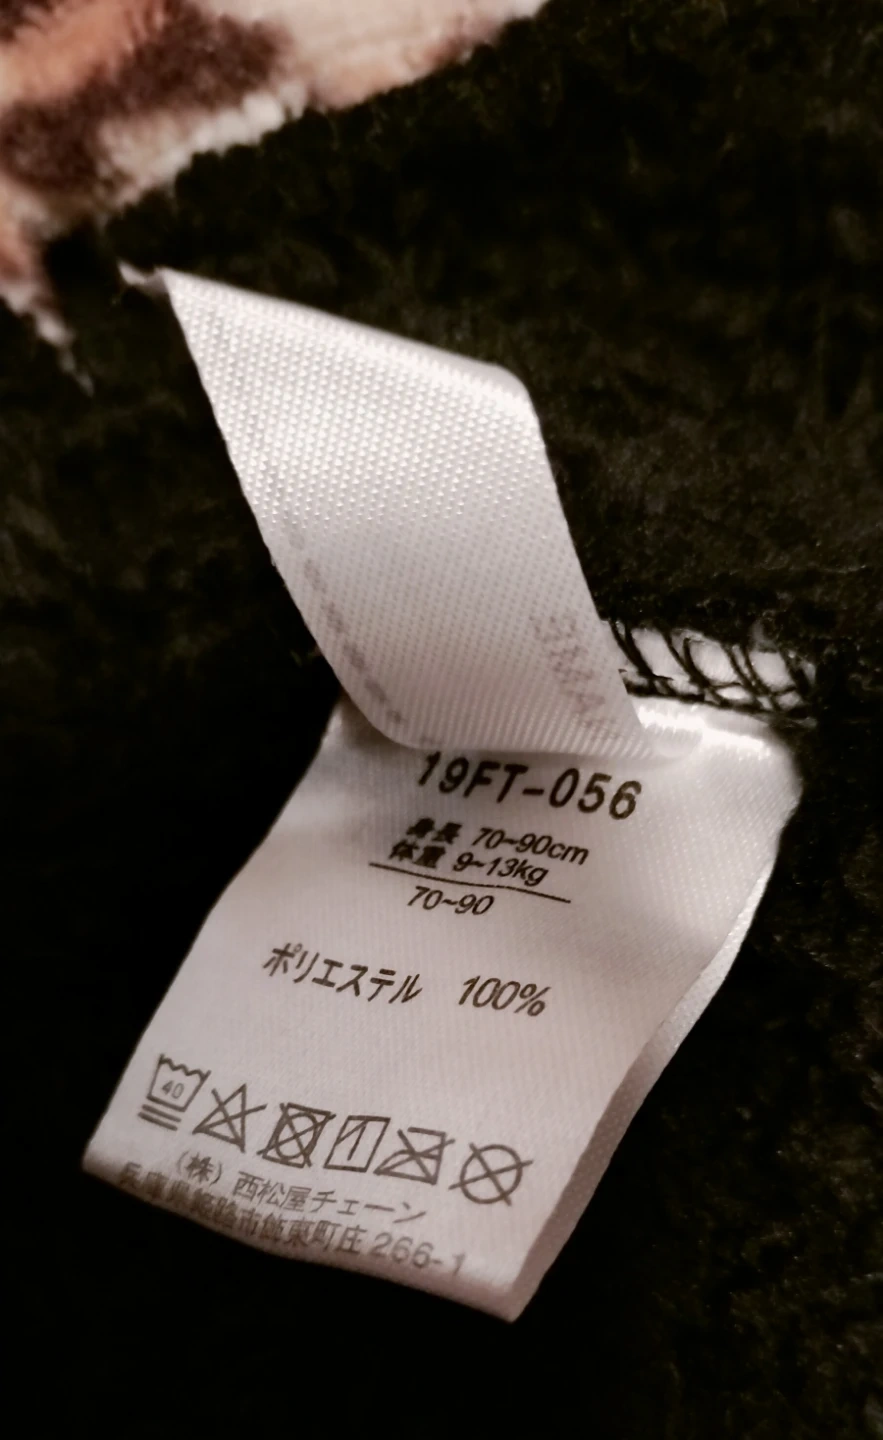 19FT-056
身長 70~90cm
体重 9~13kg
70~90
ポリエステル 100%
40
(株) 西松屋チェーン
兵庫県姫路市飾東町庄 266-1